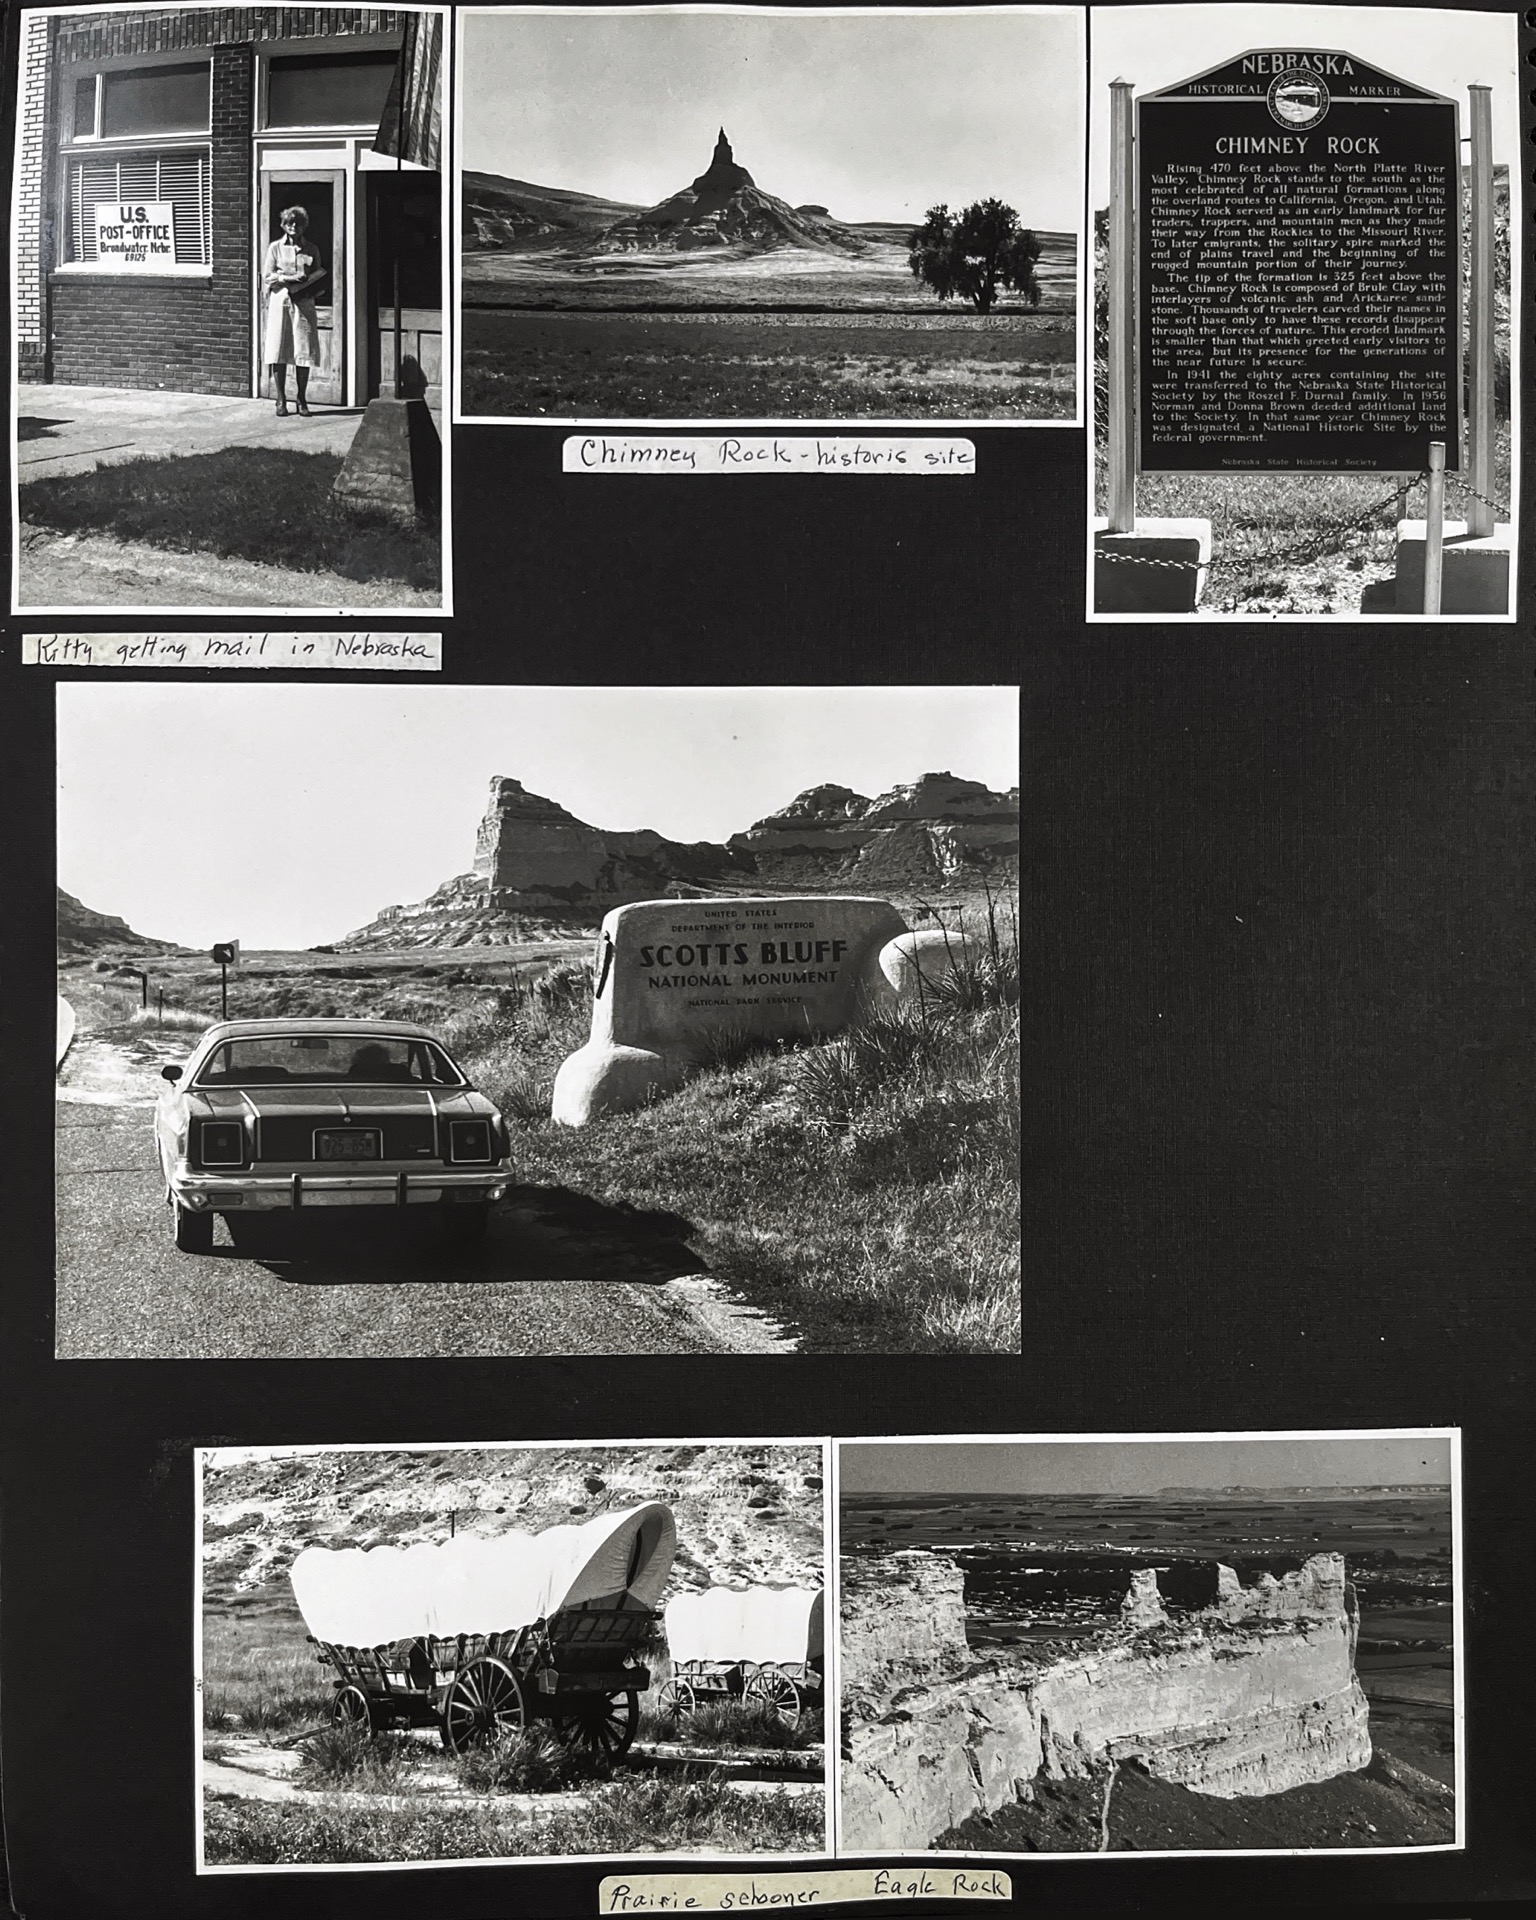 U.S.
POST-OFFICE
Broadwater, Nebr.
69125
Kitty getting mail in Nebraska
Chimney Rock - historic site
NEBRASKA
HISTORICAL MARKER
CHIMNEY ROCK
Rising 470 feet above the North Platte River
Valley, Chimney Rock stands to the south as the
most celebrated of all natural formations along
the overland routes to California, Oregon, and Utah.
Chimney Rock served as an early landmark for fur
traders, trappers, and mountain men as they made
their way from the Rockies to the Missouri River.
To later emigrants, the solitary spire marked the
end of plains travel and the beginning of the
rugged mountain portion of their journey.
The tip of the formation is 325 feet above the
base. Chimney Rock is composed of Brule Clay with
interlayers of volcanic ash and Arickaree sand-
stone. Thousands of travelers carved their names in
the soft base only to have these records disappear
through the forces of nature. This eroded landmark
is smaller than that which greeted early visitors to
the area, but its presence for the generations of
the near future is secure.
In 1941 the eighty acres containing the site
were transferred to the Nebraska State Historical
Society by the Roszel F. Durnal family. In 1956
Norman and Donna Brown deeded additional land
to the Society. In that same year Chimney Rock
was designated a National Historic Site by the
federal government.
Nebraska State Historical Society
UNITED STATES
DEPARTMENT OF THE INTERIOR
SCOTTS BLUFF
NATIONAL MONUMENT
NATIONAL PARK SERVICE
Prairie schooner Eagle Rock